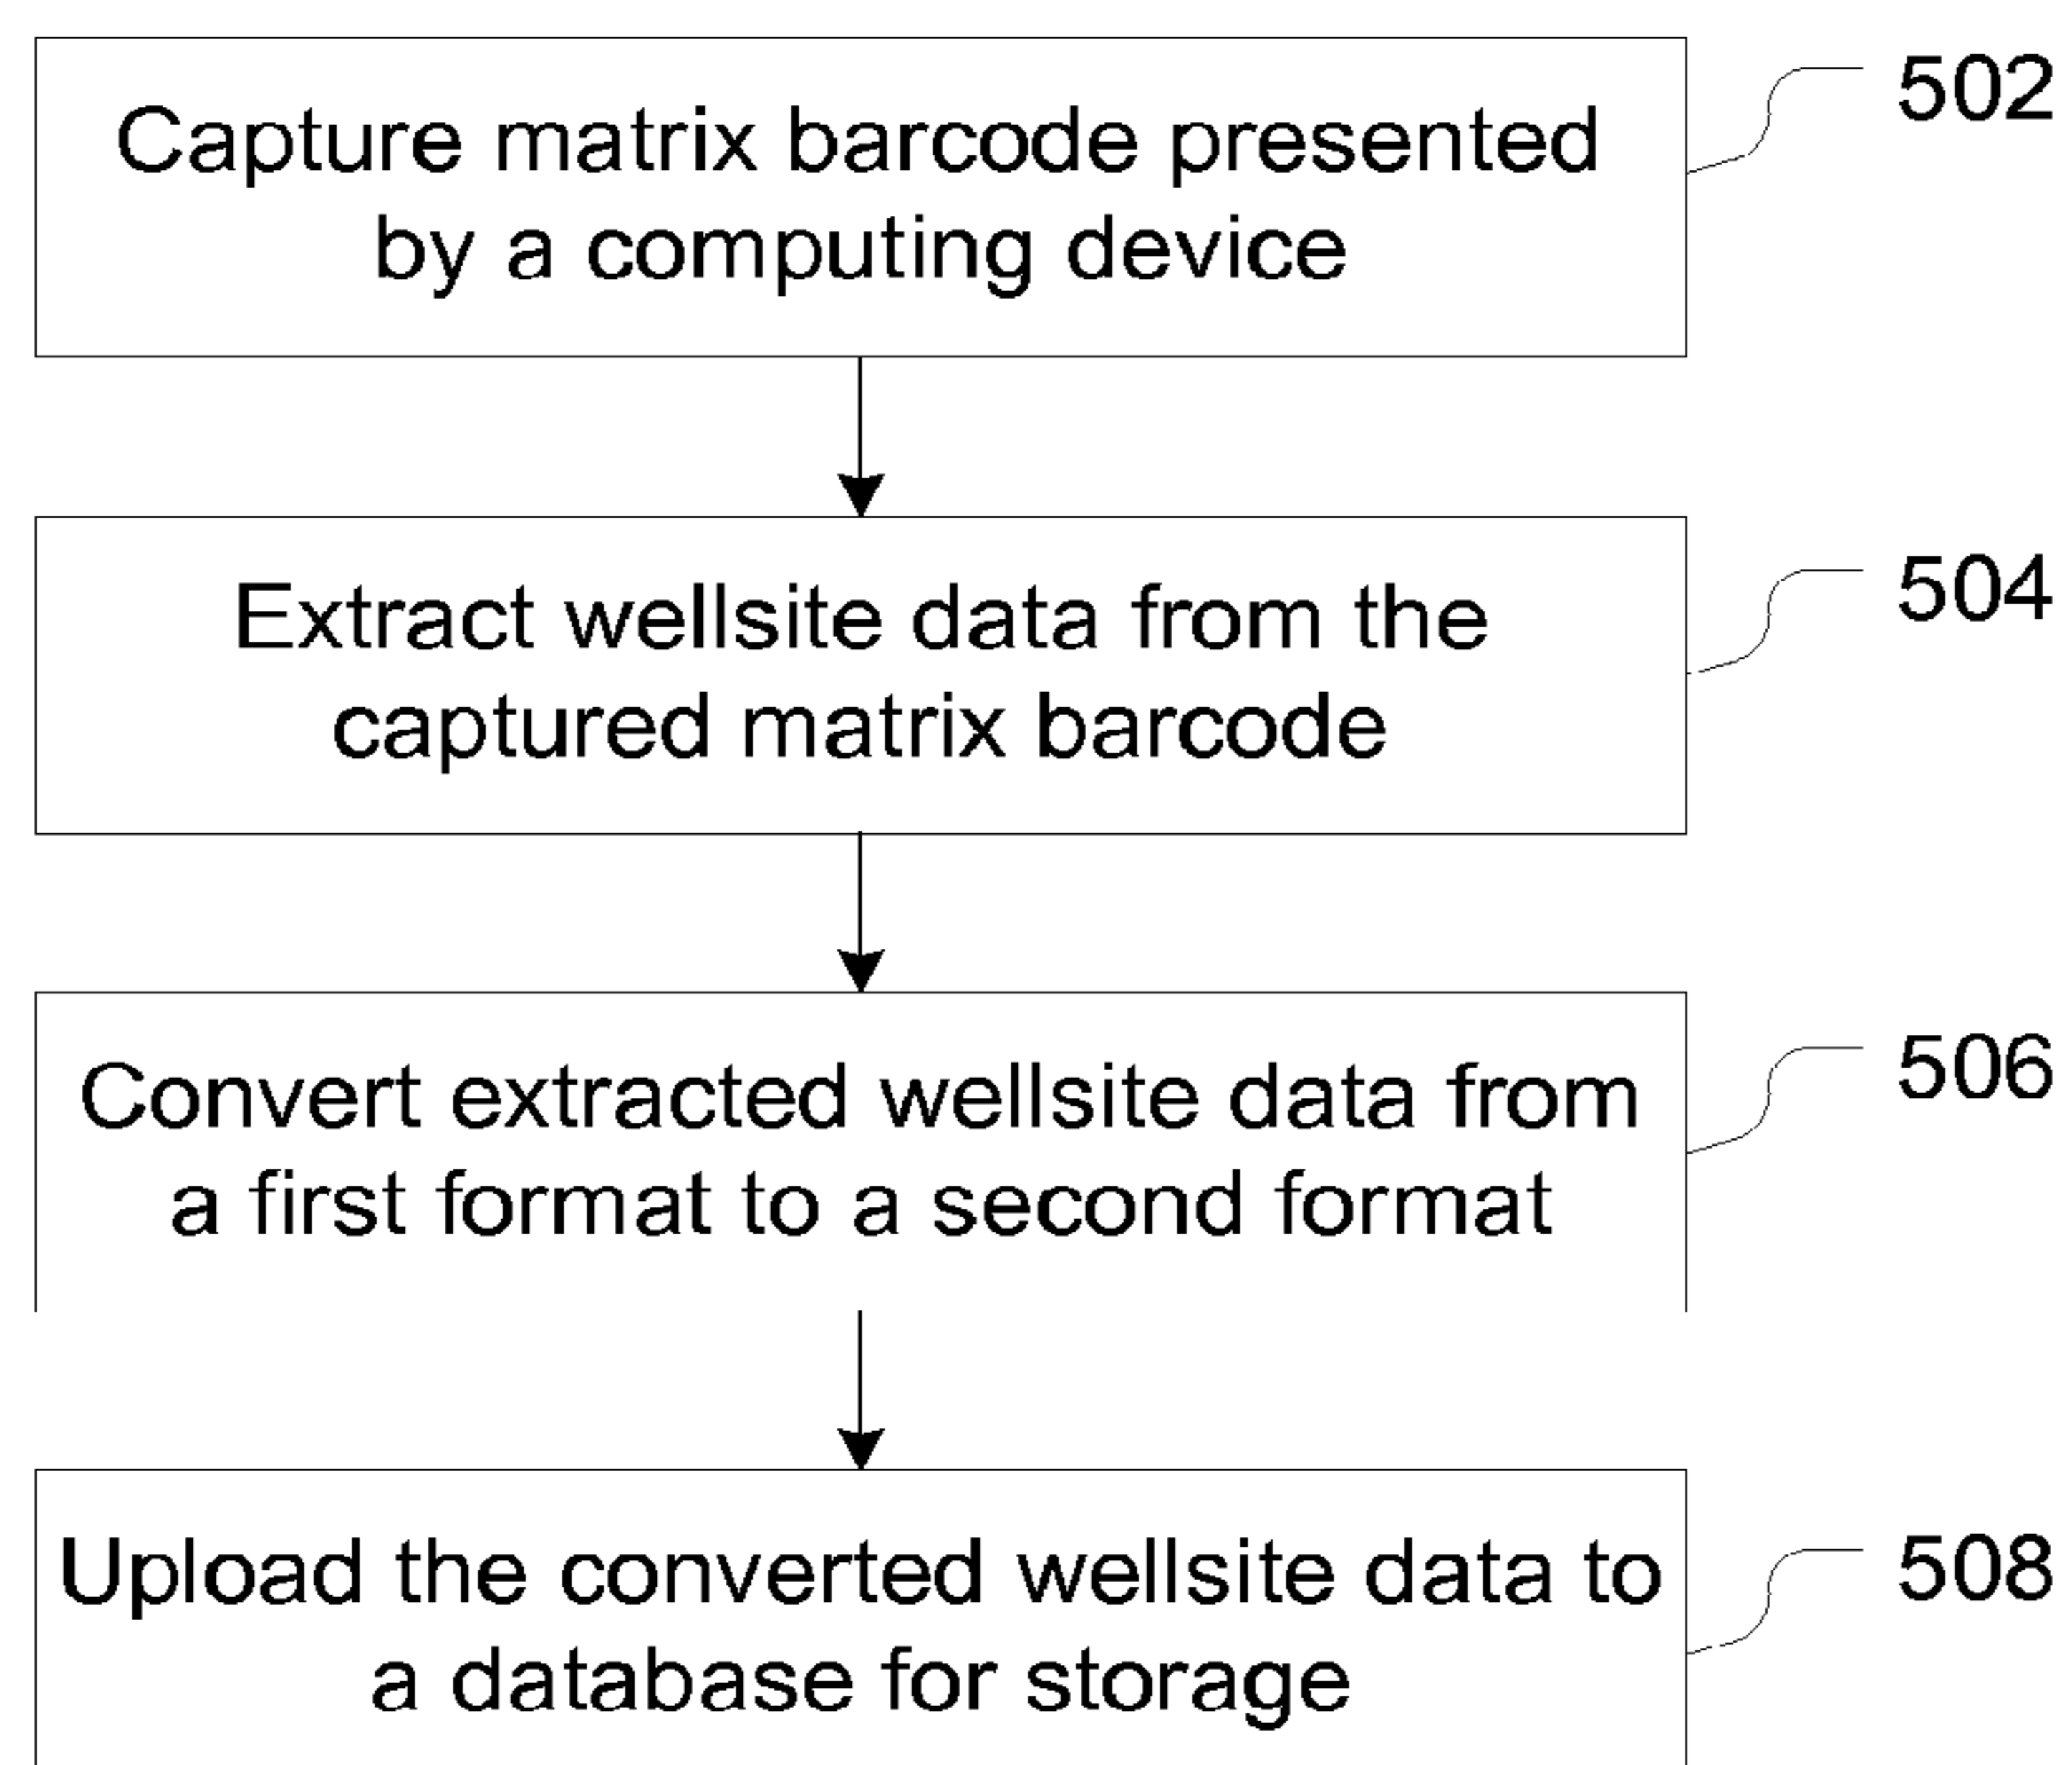 Capture matrix barcode presented
by a computing device
502
Extract wellsite data from the
captured matrix barcode
504
Convert extracted wellsite data from
a first format to a second format
506
Upload the converted wellsite data to
a database for storage
508